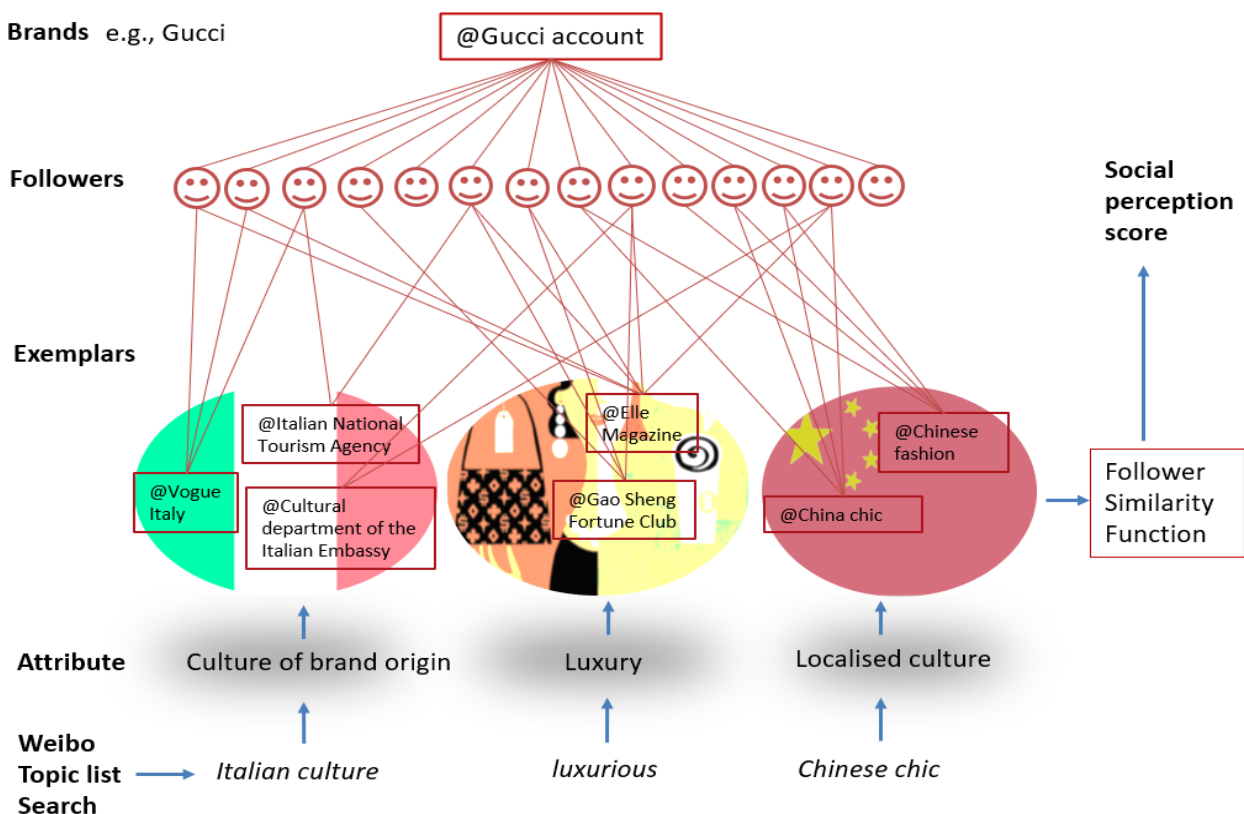 Brands e.g., Gucci
@Gucci account
Followers
Social
perception
score
Exemplars
@Italian National
Tourism Agency
@Vogue
Italy
@Cultural
department of the
Italian Embassy
@Elle
Magazine
@Gao Sheng
Fortune Club
@Chinese
fashion
@China chic
Follower
Similarity
Function
Attribute
Culture of brand origin
Luxury
Localised culture
Weibo
Topic list
Search
Italian culture
luxurious
Chinese chic